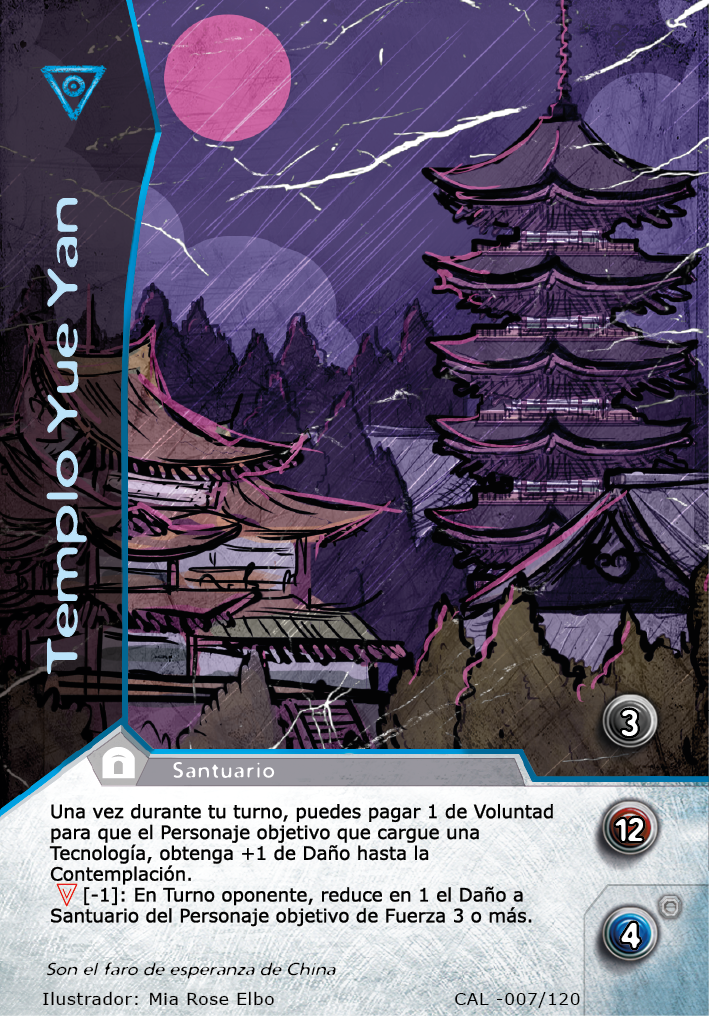 Templo Yue Yan
3
Santuario
Una vez durante tu turno, puedes pagar 1 de Voluntad
para que el Personaje objetivo que cargue una
Tecnología, obtenga +1 de Daño hasta la
Contemplación.
[-1]: En Turno oponente, reduce en 1 el Daño a
Santuario del Personaje objetivo de Fuerza 3 o más.
12
4
Son el faro de esperanza de China
Ilustrador: Mia Rose Elbo
CAL -007/120